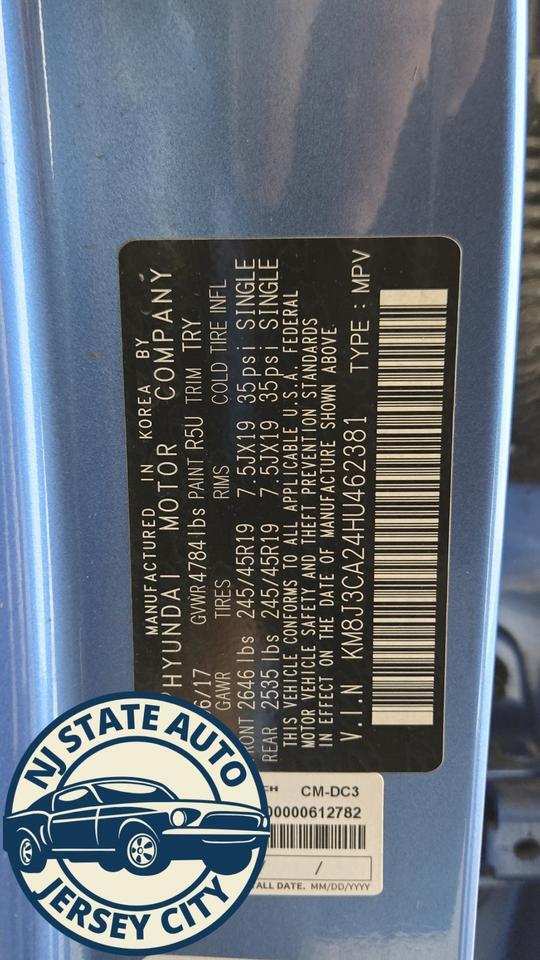 MANUFACTURED IN KOREA BY
HYUNDAI MOTOR COMPANY
6/17 GVWR 4784 lbs PAINT R5U TRIM TRY
GAWR TIRES RMS COLD TIRE INFL
FRONT 2646 lbs 245/45R19 7.5JX19 35psi SINGLE
REAR 2535 lbs 245/45R19 7.5JX19 35psi SINGLE
THIS VEHICLE CONFORMS TO ALL APPLICABLE U.S.A. FEDERAL
MOTOR VEHICLE SAFETY AND THEFT PREVENTION STANDARDS
IN EFFECT ON THE DATE OF MANUFACTURE SHOWN ABOVE.
V.I.N KM8J3CA24HU462381 TYPE : MPV
CM-DC3
00000612782
/
ALL DATE. MM/DD/YYYY
NJ STATE AUTO
JERSEY CITY